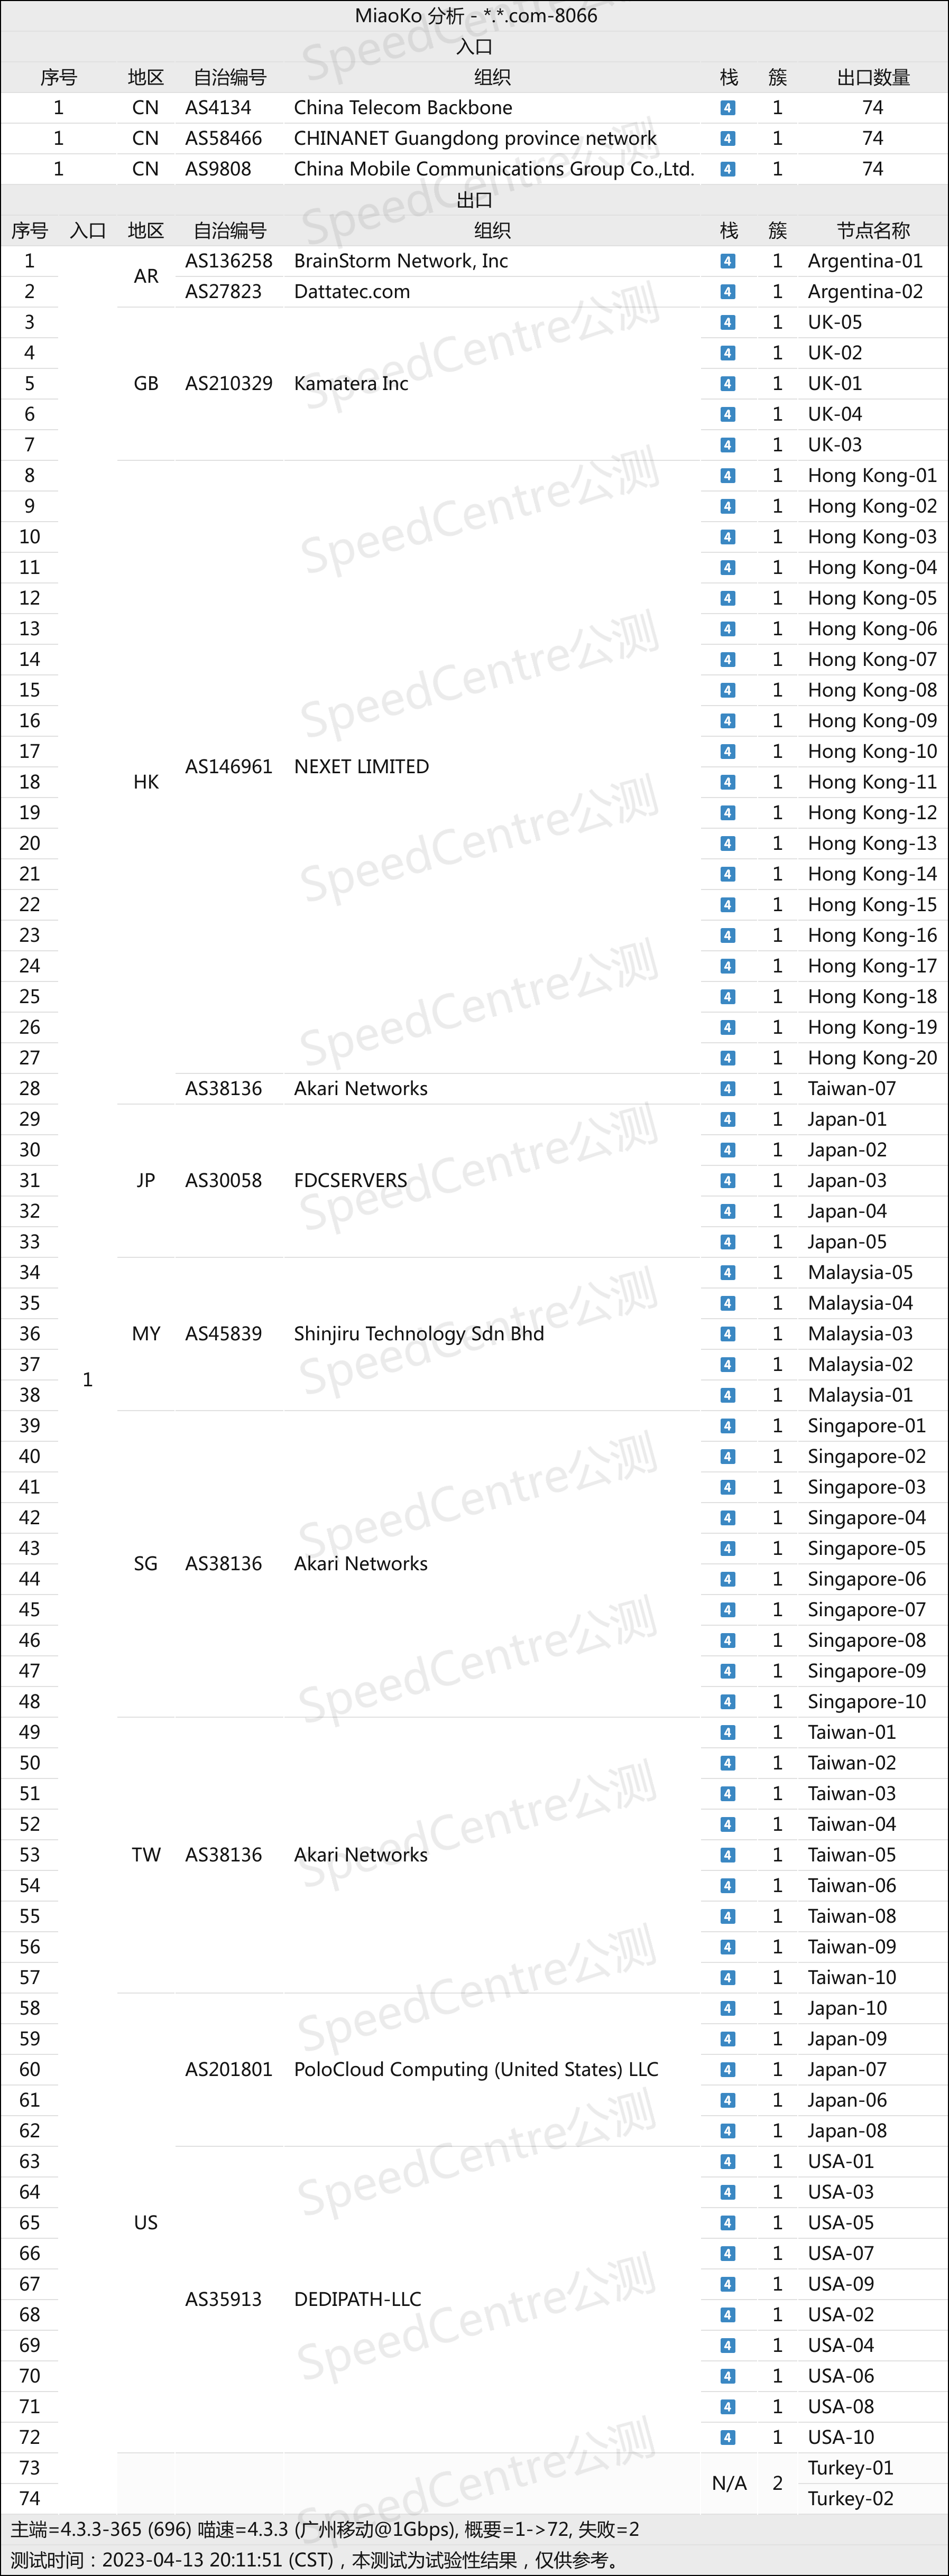 MiaoKo 分析 - *.*.com-8066
入口
序号 地区 自治编号 组织 栈 簇 出口数量
1 CN AS4134 China Telecom Backbone 4 1 74
1 CN AS58466 CHINANET Guangdong province network 4 1 74
1 CN AS9808 China Mobile Communications Group Co.,Ltd. 4 1 74
出口
序号 入口 地区 自治编号 组织 栈 簇 节点名称
1 AR AS136258 BrainStorm Network, Inc 4 1 Argentina-01
2 AS27823 Dattatec.com 4 1 Argentina-02
3 4 1 UK-05
4 4 1 UK-02
5 GB AS210329 Kamatera Inc 4 1 UK-01
6 4 1 UK-04
7 4 1 UK-03
8 4 1 Hong Kong-01
9 4 1 Hong Kong-02
10 4 1 Hong Kong-03
11 4 1 Hong Kong-04
12 4 1 Hong Kong-05
13 4 1 Hong Kong-06
14 4 1 Hong Kong-07
15 4 1 Hong Kong-08
16 4 1 Hong Kong-09
17 AS146961 NEXET LIMITED 4 1 Hong Kong-10
18 HK 4 1 Hong Kong-11
19 4 1 Hong Kong-12
20 4 1 Hong Kong-13
21 4 1 Hong Kong-14
22 4 1 Hong Kong-15
23 4 1 Hong Kong-16
24 4 1 Hong Kong-17
25 4 1 Hong Kong-18
26 4 1 Hong Kong-19
27 4 1 Hong Kong-20
28 AS38136 Akari Networks 4 1 Taiwan-07
29 4 1 Japan-01
30 4 1 Japan-02
31 JP AS30058 FDCSERVERS 4 1 Japan-03
32 4 1 Japan-04
33 4 1 Japan-05
34 4 1 Malaysia-05
35 4 1 Malaysia-04
36 MY AS45839 Shinjiru Technology Sdn Bhd 4 1 Malaysia-03
37 4 1 Malaysia-02
1
38 4 1 Malaysia-01
39 4 1 Singapore-01
40 4 1 Singapore-02
41 4 1 Singapore-03
42 4 1 Singapore-04
43 SG AS38136 Akari Networks 4 1 Singapore-05
44 4 1 Singapore-06
45 4 1 Singapore-07
46 4 1 Singapore-08
47 4 1 Singapore-09
48 4 1 Singapore-10
49 4 1 Taiwan-01
50 4 1 Taiwan-02
51 4 1 Taiwan-03
52 4 1 Taiwan-04
53 TW AS38136 Akari Networks 4 1 Taiwan-05
54 4 1 Taiwan-06
55 4 1 Taiwan-08
56 4 1 Taiwan-09
57 4 1 Taiwan-10
58 4 1 Japan-10
59 4 1 Japan-09
60 AS201801 PoloCloud Computing (United States) LLC 4 1 Japan-07
61 4 1 Japan-06
62 4 1 Japan-08
63 4 1 USA-01
64 4 1 USA-03
65 US 4 1 USA-05
66 4 1 USA-07
67 AS35913 DEDIPATH-LLC 4 1 USA-09
68 4 1 USA-02
69 4 1 USA-04
70 4 1 USA-06
71 4 1 USA-08
72 4 1 USA-10
73 N/A 2 Turkey-01
74 Turkey-02
主端=4.3.3-365 (696) 喵速=4.3.3 (广州移动@1Gbps), 概要=1->72, 失败=2
测试时间：2023-04-13 20:11:51 (CST)，本测试为试验性结果，仅供参考。
SpeedCentre公测